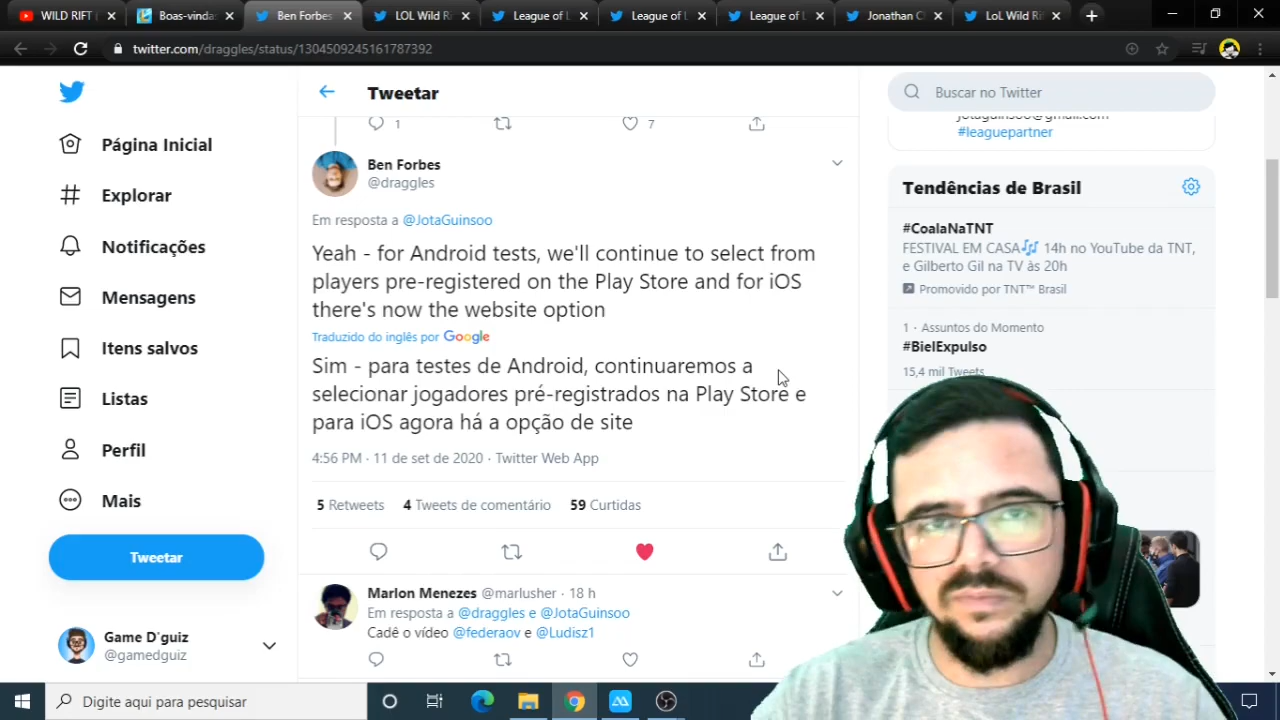 WILD RIFT (
Boas-vinda
Ben Forbes
LOL Wild R
League of L
League of L
League of L
Jonathan C
LoL Wild Ri
twitter.com/draggles/status/1304509245161787392
Tweetar
Buscar no Twitter
jotaguinsoo@gmail.com
#leaguepartner
Página Inicial
Explorar
Notificações
Mensagens
Itens salvos
Listas
Perfil
Mais
Tweetar
Game D`guiz
@gamedguiz
1
7
Ben Forbes
@draggles
Em resposta a @JotaGuinsoo
Yeah - for Android tests, we'll continue to select from
players pre-registered on the Play Store and for iOS
there's now the website option
Traduzido do inglês por Google
Sim - para testes de Android, continuaremos a
selecionar jogadores pré-registrados na Play Store e
para iOS agora há a opção de site
4:56 PM · 11 de set de 2020 · Twitter Web App
5 Retweets 4 Tweets de comentário 59 Curtidas
Marlon Menezes @marlusher · 18 h
Em resposta a @draggles e @JotaGuinsoo
Cadê o vídeo @federaov e @Ludisz1
Tendências de Brasil
#CoalaNaTNT
FESTIVAL EM CASA🎶 14h no YouTube da TNT,
e Gilberto Gil na TV às 20h
Promovido por TNT™ Brasil
1 · Assuntos do Momento
#BielExpulso
15,4 mil Tweets
Digite aqui para pesquisar